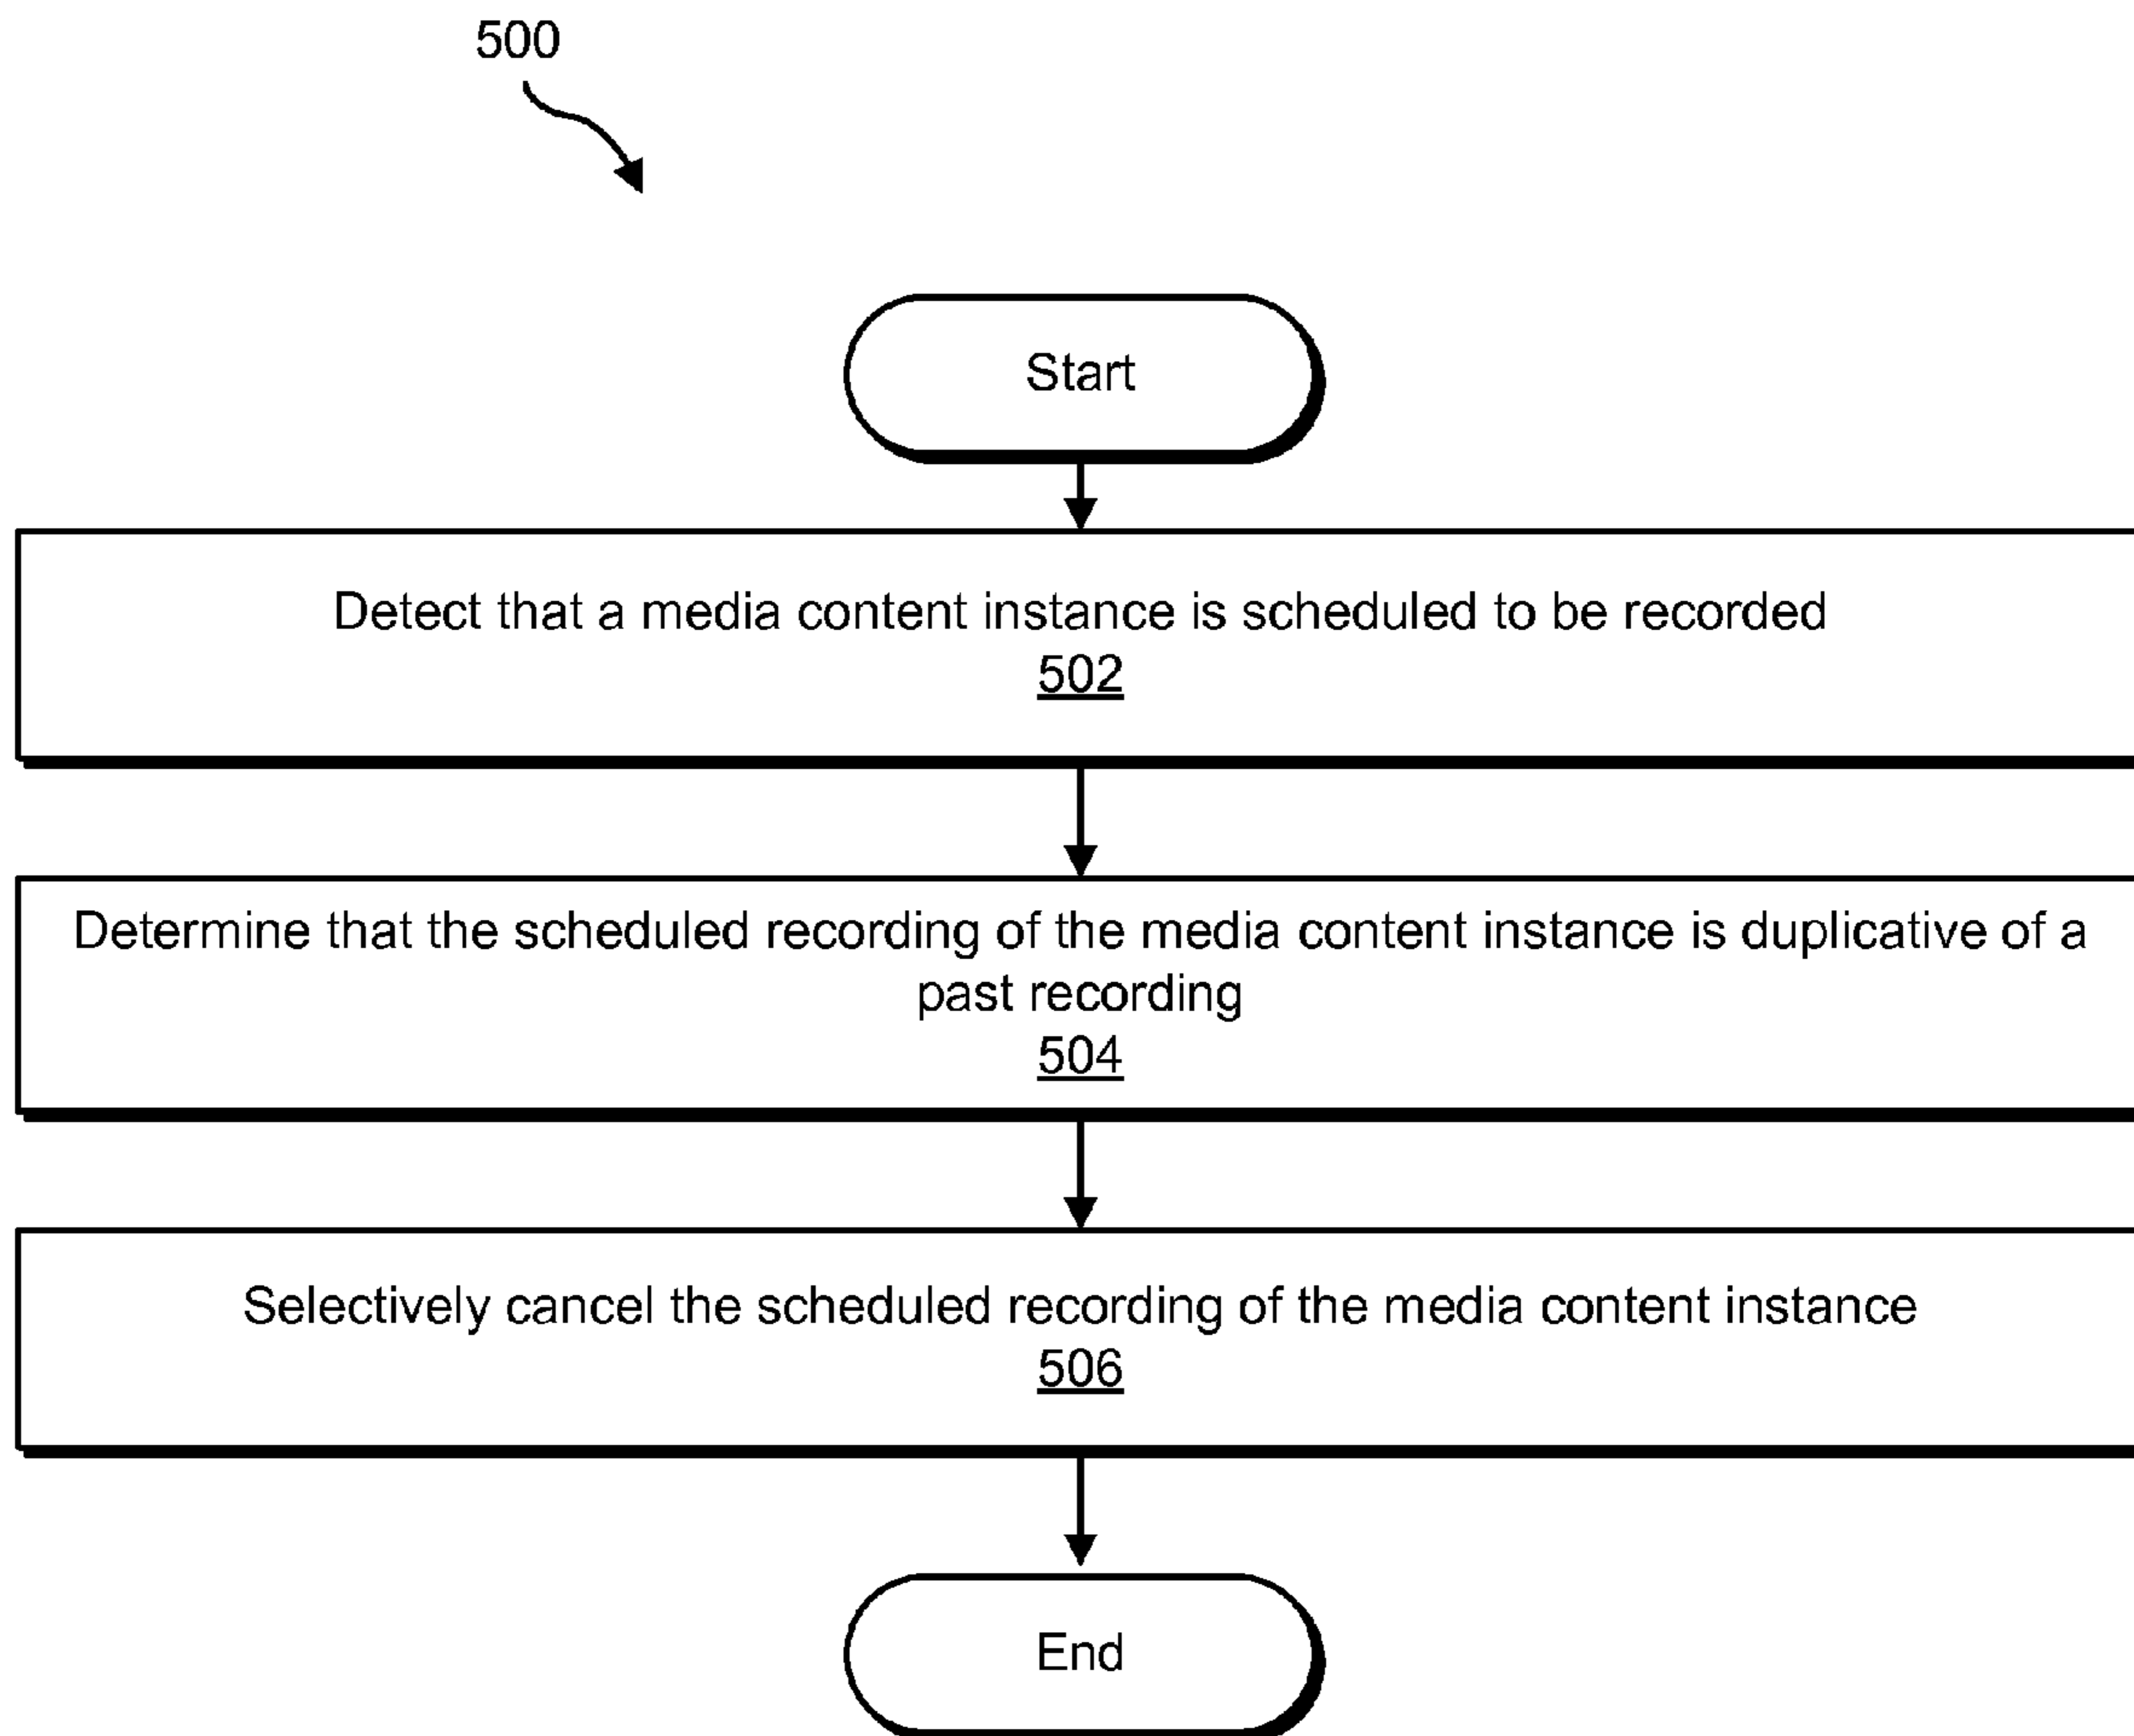 500
Start
Detect that a media content instance is scheduled to be recorded
502
Determine that the scheduled recording of the media content instance is duplicative of a
past recording
504
Selectively cancel the scheduled recording of the media content instance
506
End